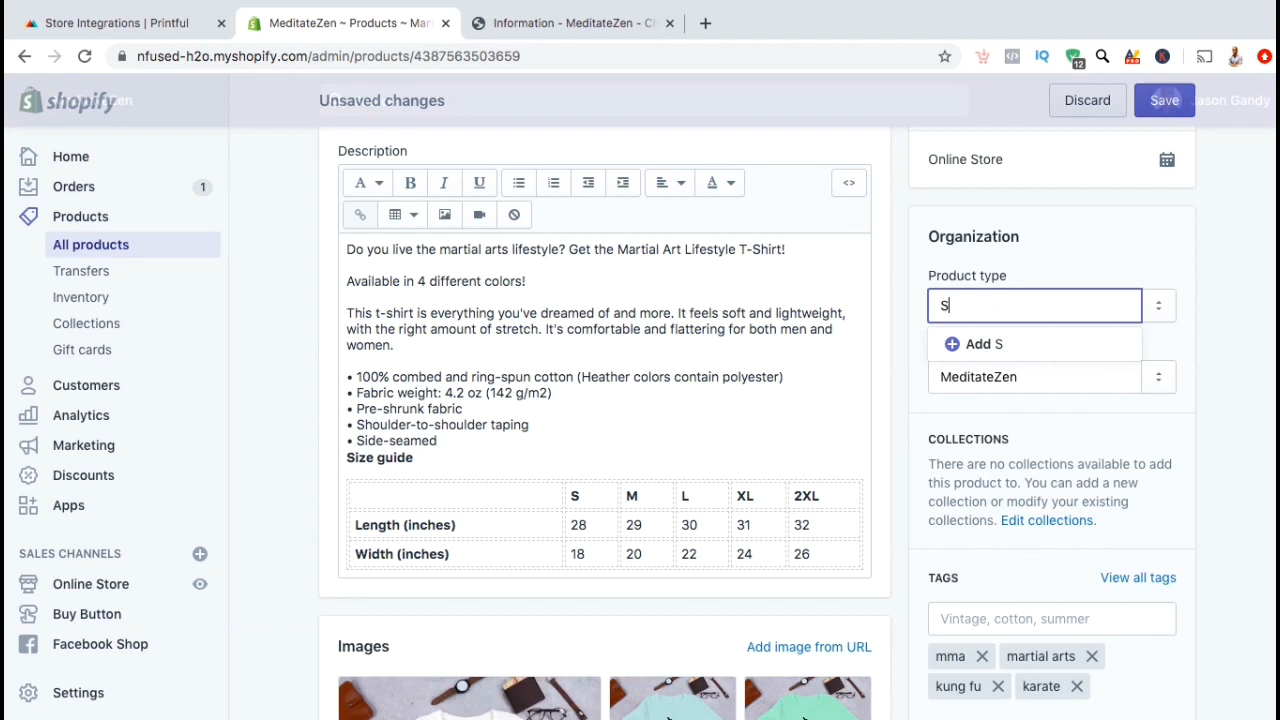 Store Integrations | Printful
MeditateZen ~ Products ~ Mar
Information - MeditateZen - Ch
nfused-h2o.myshopify.com/admin/products/4387563503659
12
shopify
Unsaved changes
Discard
Save
Jason Gandy
Home
Orders
1
Products
All products
Transfers
Inventory
Collections
Gift cards
Customers
Analytics
Marketing
Discounts
Apps
SALES CHANNELS
Online Store
Buy Button
Facebook Shop
Settings
Description
Do you live the martial arts lifestyle? Get the Martial Art Lifestyle T-Shirt!
Available in 4 different colors!
This t-shirt is everything you've dreamed of and more. It feels soft and lightweight,
with the right amount of stretch. It's comfortable and flattering for both men and
women.
• 100% combed and ring-spun cotton (Heather colors contain polyester)
• Fabric weight: 4.2 oz (142 g/m2)
• Pre-shrunk fabric
• Shoulder-to-shoulder taping
• Side-seamed
Size guide
S M L XL 2XL
Length (inches) 28 29 30 31 32
Width (inches) 18 20 22 24 26
Images
Add image from URL
Online Store
Organization
Product type
S
Add S
MeditateZen
COLLECTIONS
There are no collections available to add
this product to. You can add a new
collection or modify your existing
collections. Edit collections.
TAGS
View all tags
Vintage, cotton, summer
mma
martial arts
kung fu
karate